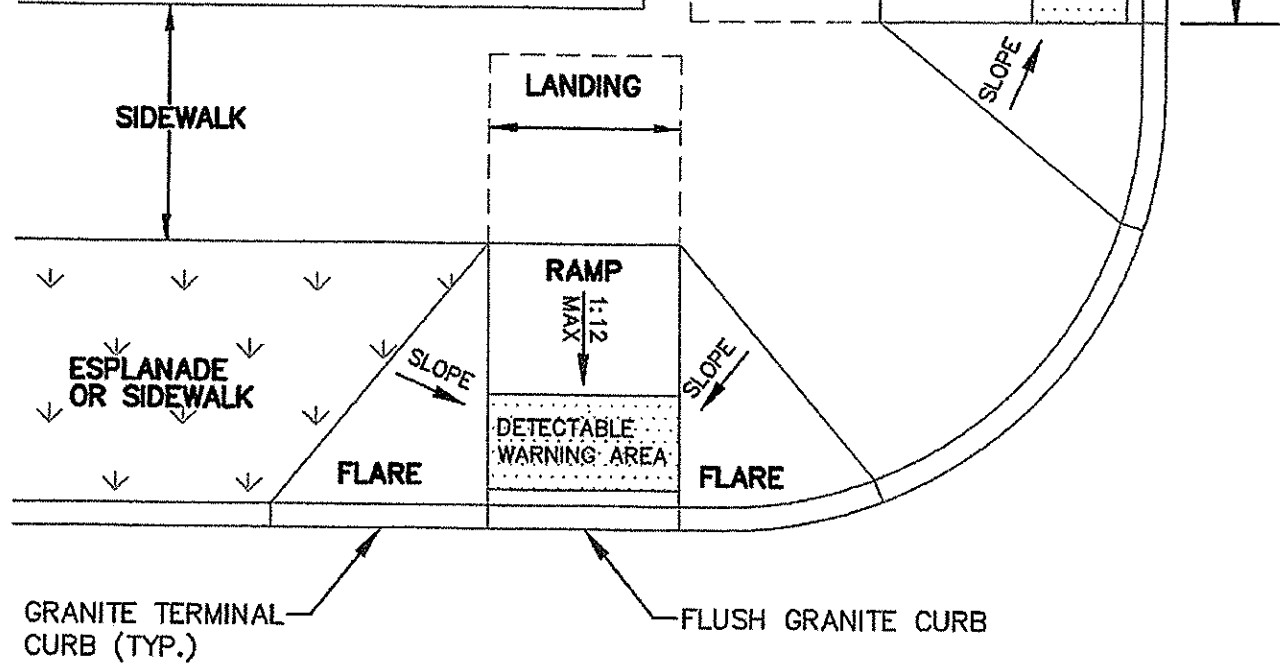 SLOPE
LANDING
SIDEWALK
RAMP
1:12
MAX
SLOPE
SLOPE
ESPLANADE
OR SIDEWALK
DETECTABLE
WARNING AREA
FLARE
FLARE
GRANITE TERMINAL
CURB (TYP.)
FLUSH GRANITE CURB